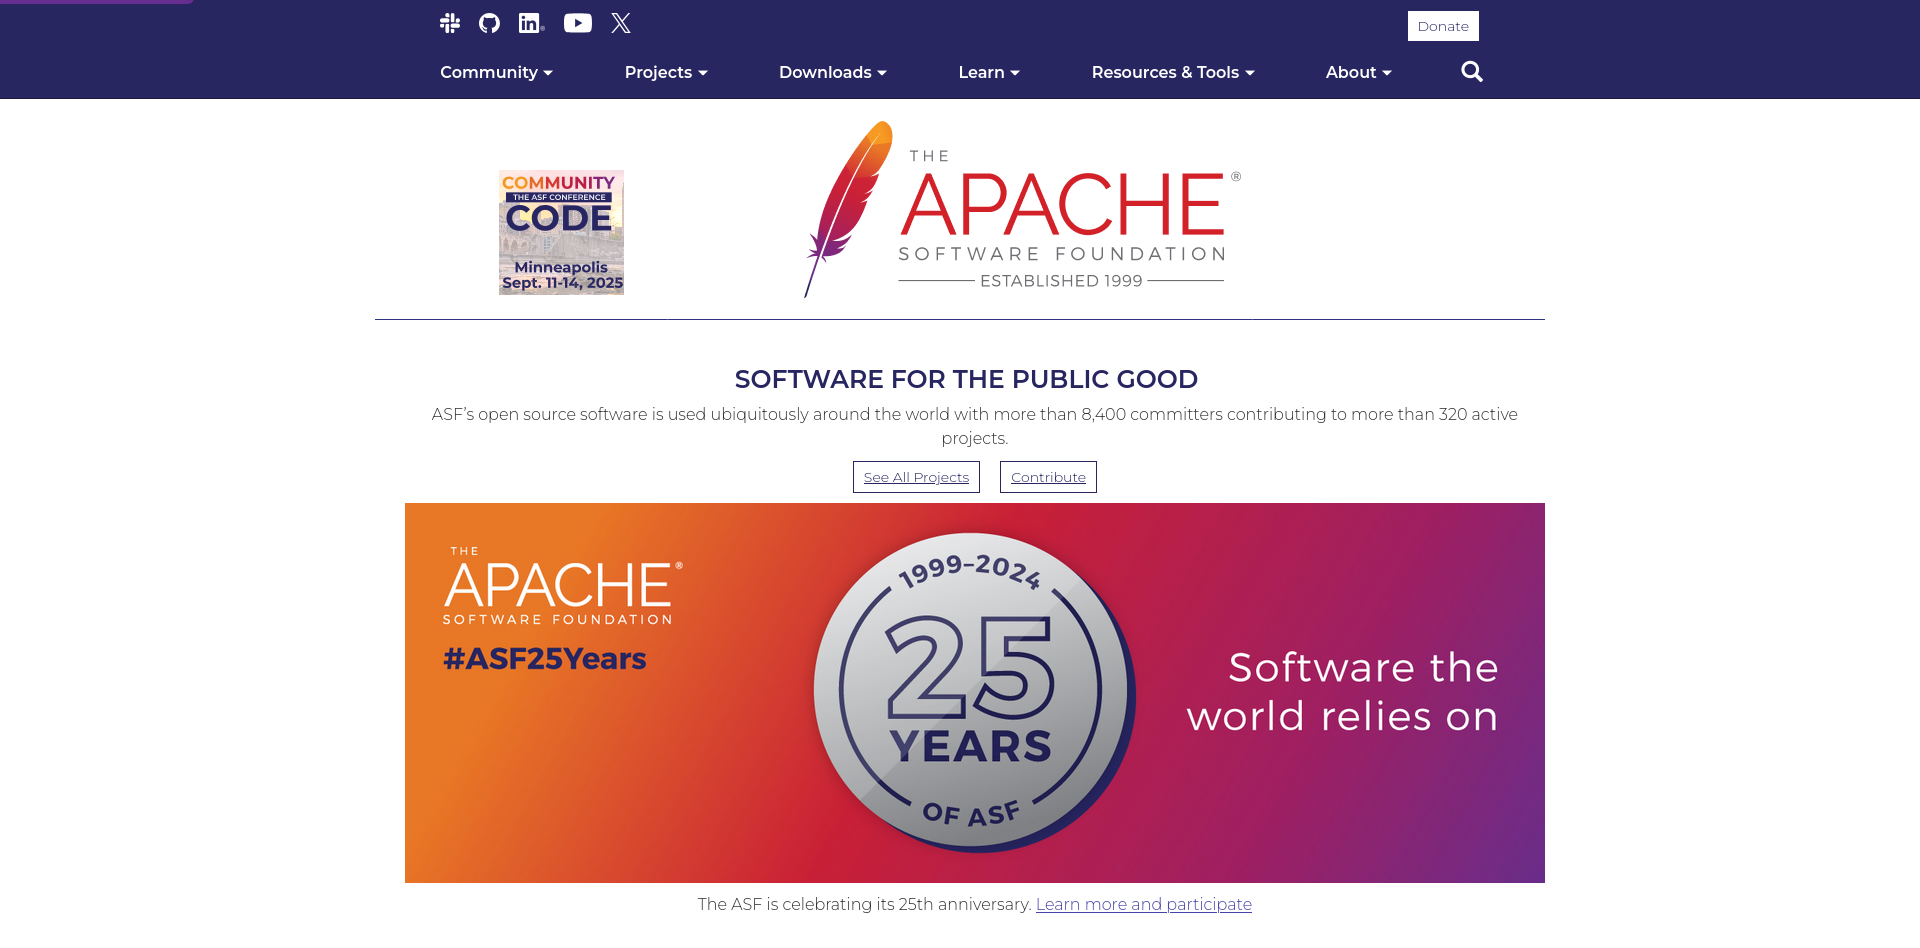 Donate
Community
Projects
Downloads
Learn
Resources & Tools
About
COMMUNITY
THE ASF CONFERENCE
CODE
Minneapolis
Sept. 11-14, 2025
THE
APACHE®
SOFTWARE FOUNDATION
ESTABLISHED 1999
SOFTWARE FOR THE PUBLIC GOOD
ASF’s open source software is used ubiquitously around the world with more than 8,400 committers contributing to more than 320 active
projects.
See All Projects
Contribute
THE
APACHE®
SOFTWARE FOUNDATION
#ASF25Years
1999–2024
25
YEARS
OF ASF
Software the
world relies on
The ASF is celebrating its 25th anniversary. Learn more and participate